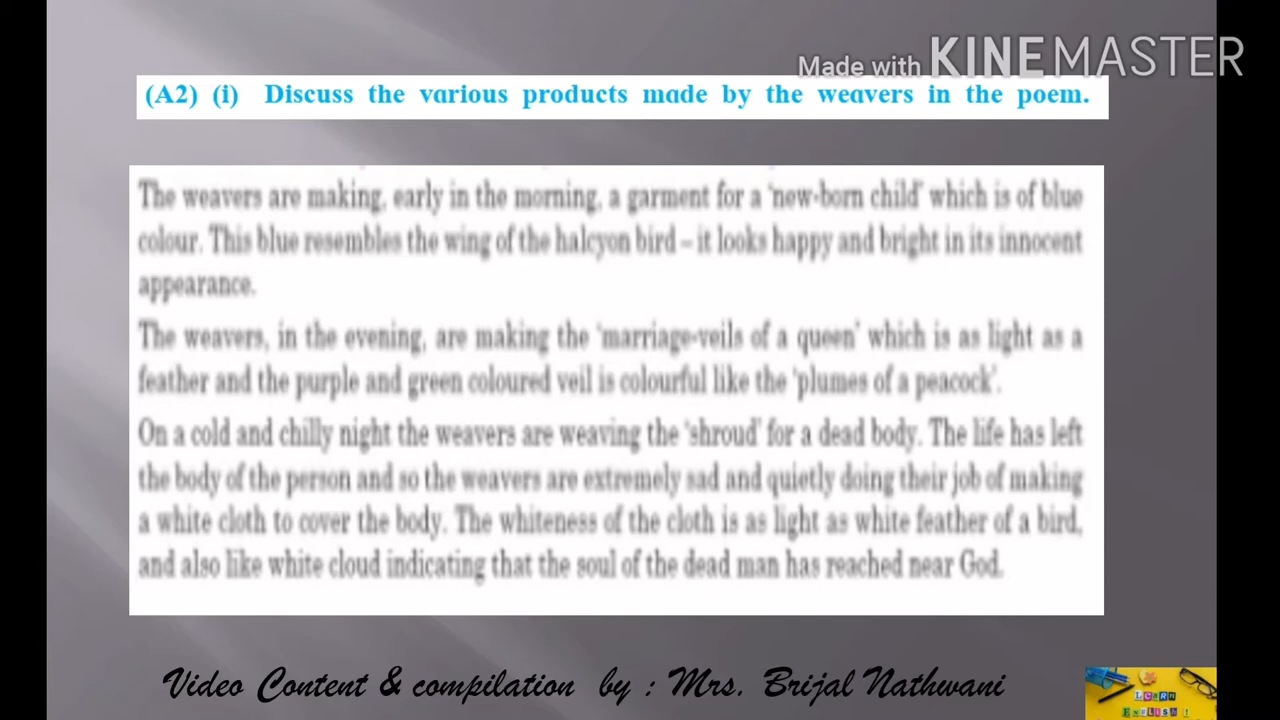 Made with KINEMASTER
(A2) (i) Discuss the various products made by the weavers in the poem.
The weavers are making, early in the morning, a garment for a 'new-born child' which is of blue
colour. This blue resembles the wing of the halcyon bird – it looks happy and bright in its innocent
appearance.
The weavers, in the evening, are making the 'marriage-veils of a queen' which is as light as a
feather and the purple and green coloured veil is colourful like the 'plumes of a peacock'.
On a cold and chilly night the weavers are weaving the 'shroud' for a dead body. The life has left
the body of the person and so the weavers are extremely sad and quietly doing their job of making
a white cloth to cover the body. The whiteness of the cloth is as light as white feather of a bird,
and also like white cloud indicating that the soul of the dead man has reached near God.
Video Content & compilation by : Mrs. Brijal Nathwani
LEARN
ENGLISH !